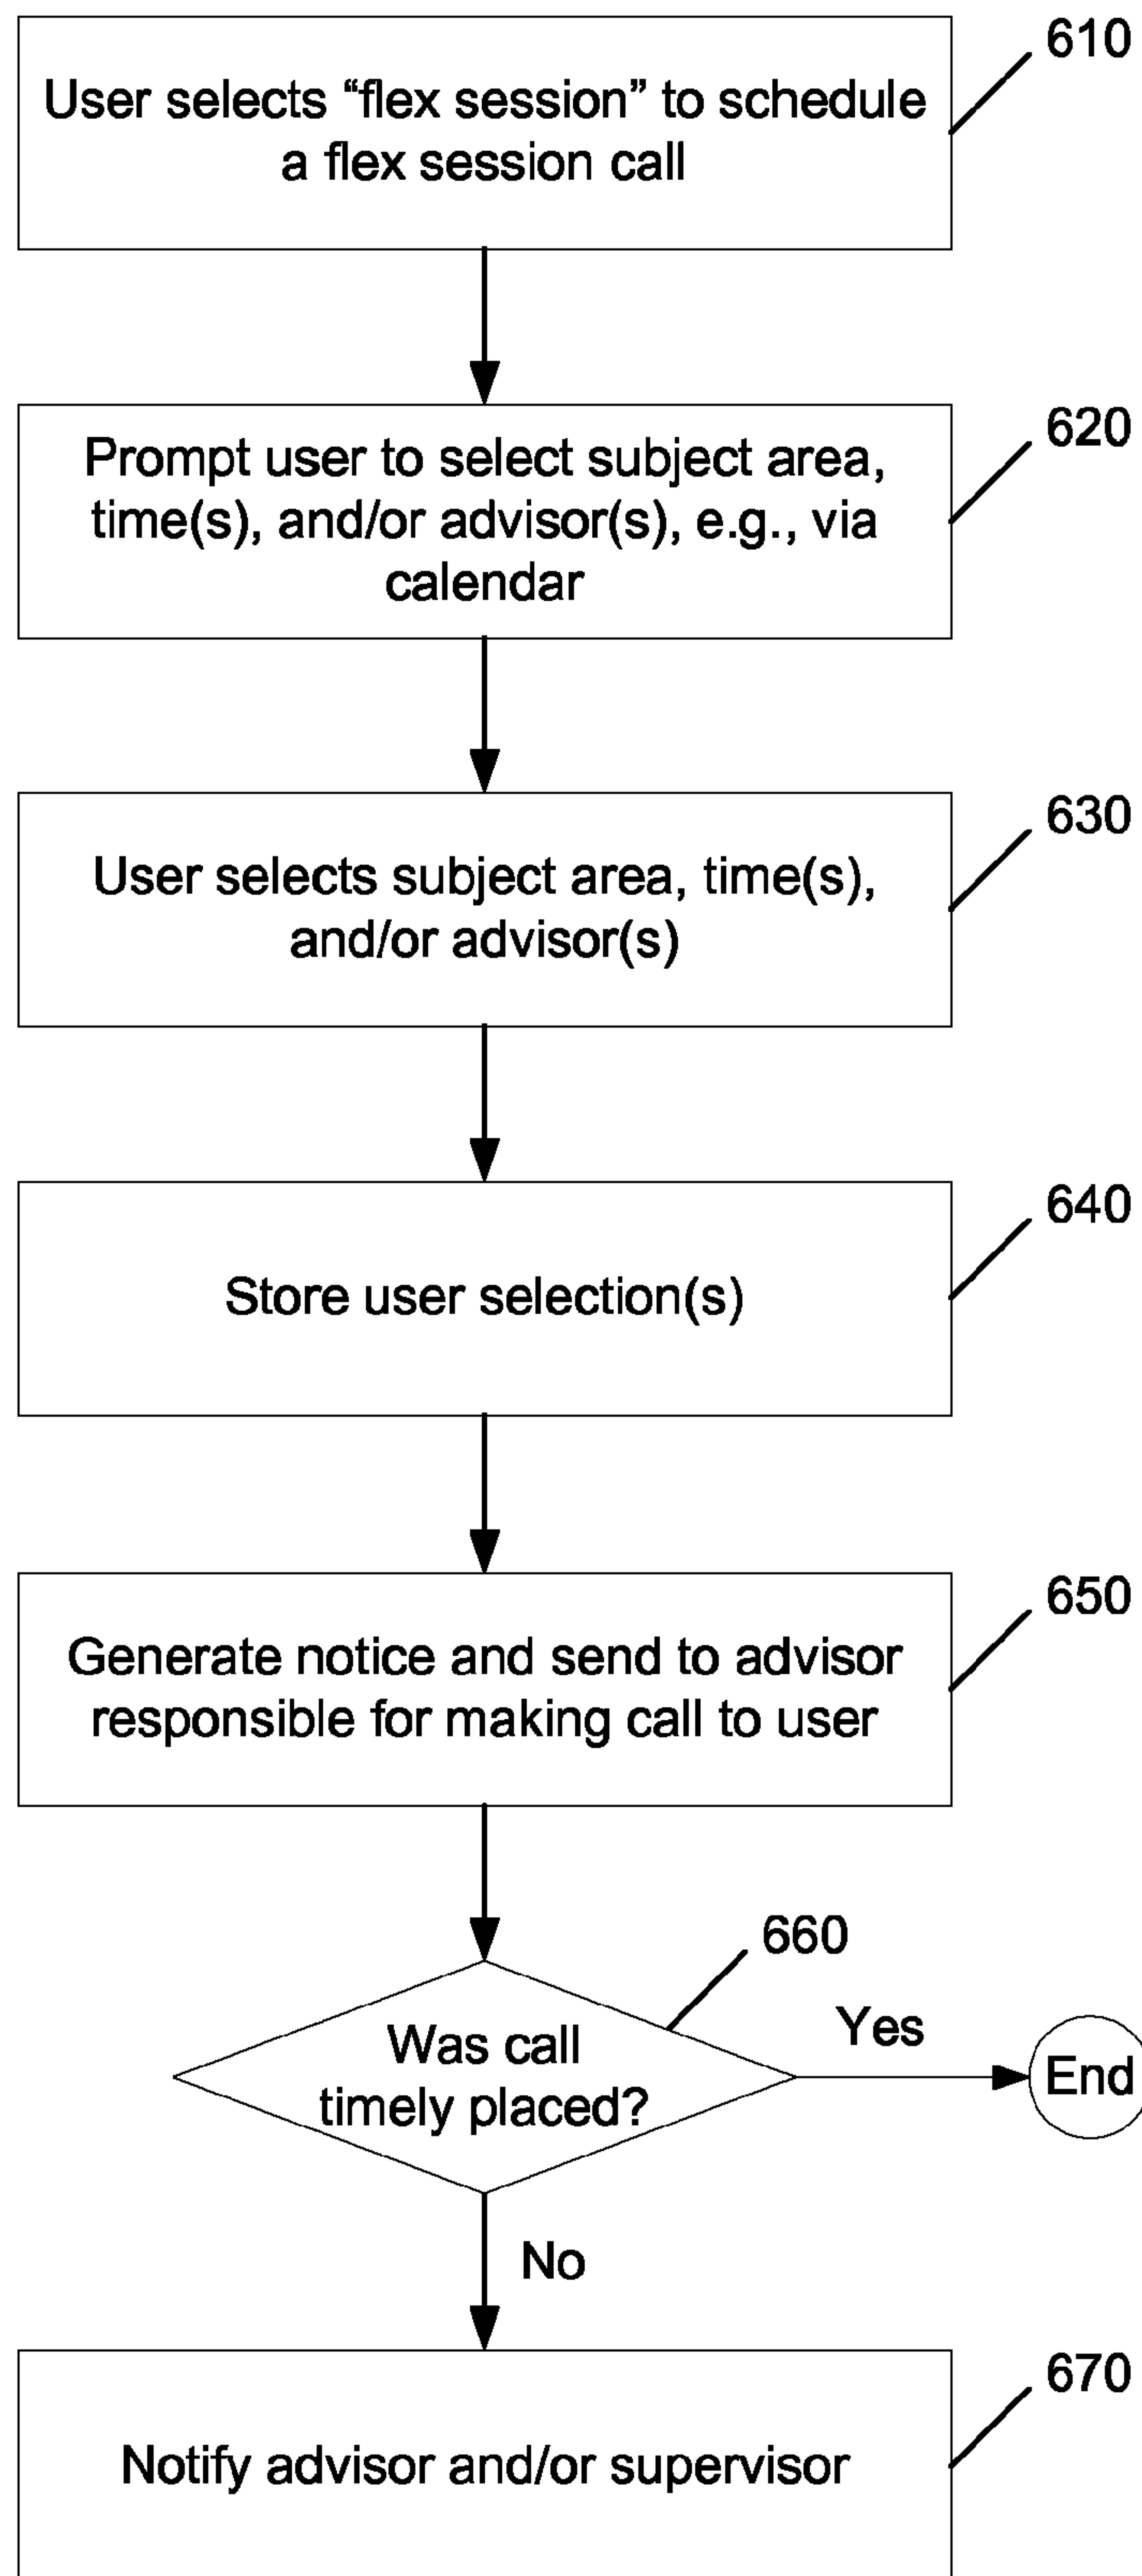 User selects “flex session” to schedule
a flex session call
610
Prompt user to select subject area,
time(s), and/or advisor(s), e.g., via
calendar
620
User selects subject area, time(s),
and/or advisor(s)
630
Store user selection(s)
640
Generate notice and send to advisor
responsible for making call to user
650
Was call
timely placed?
660
Yes
End
No
Notify advisor and/or supervisor
670